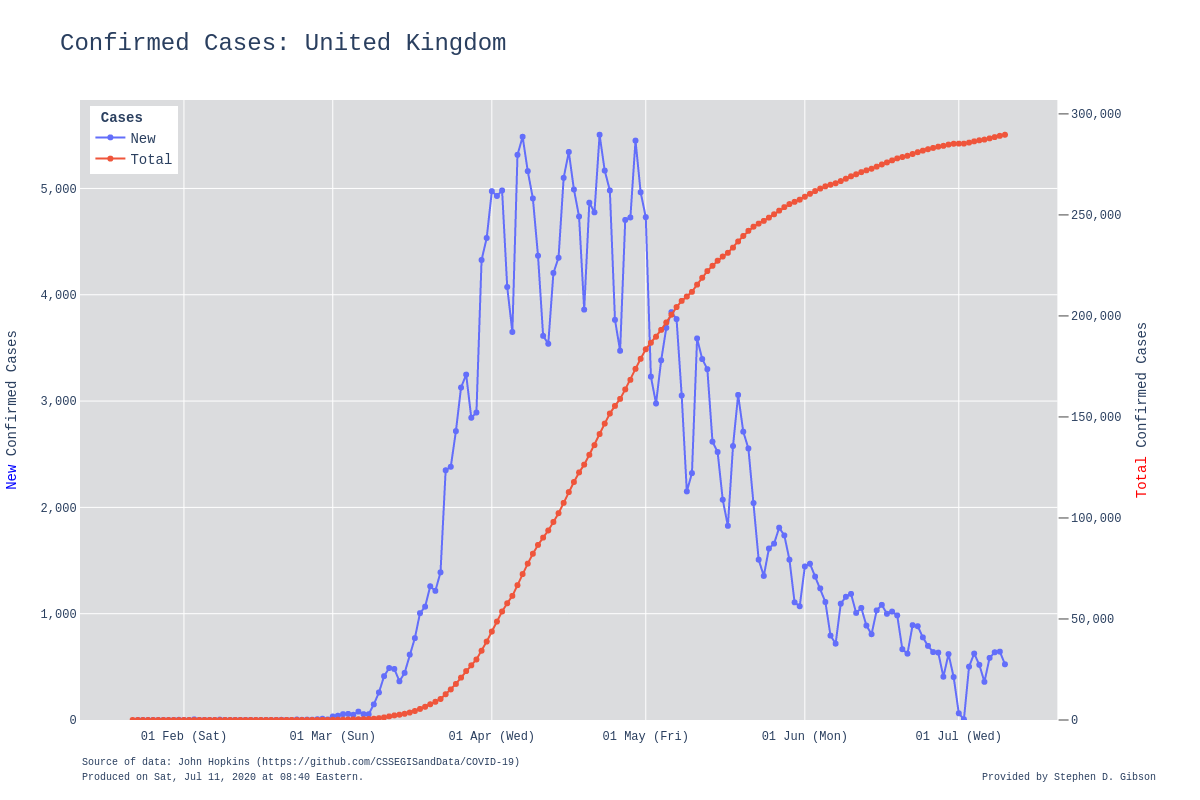 Confirmed Cases: United Kingdom
Cases
New
Total
5,000
4,000
3,000
2,000
1,000
0
300,000
250,000
200,000
150,000
100,000
50,000
0
New Confirmed Cases
Total Confirmed Cases
01 Feb (Sat)
01 Mar (Sun)
01 Apr (Wed)
01 May (Fri)
01 Jun (Mon)
01 Jul (Wed)
Source of data: John Hopkins (https://github.com/CSSEGISandData/COVID-19)
Produced on Sat, Jul 11, 2020 at 08:40 Eastern.
Provided by Stephen D. Gibson